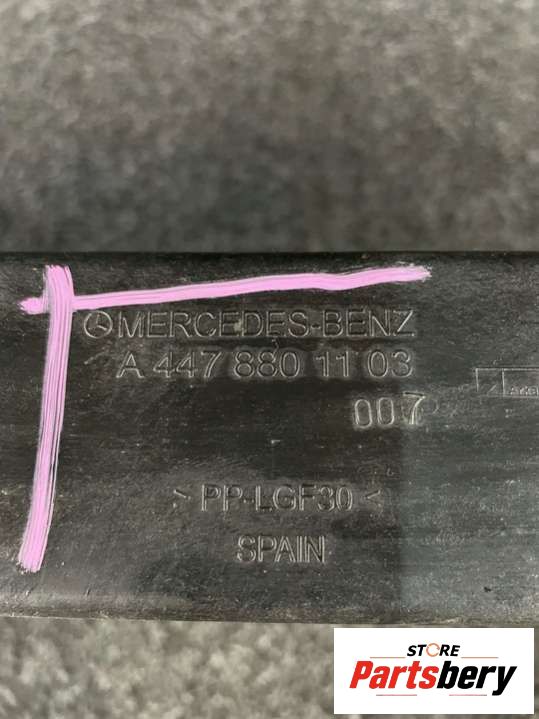 MERCEDES-BENZ
A 447 880 11 03
007
> PP-LGF30 <
SPAIN
STORE
Partsbery